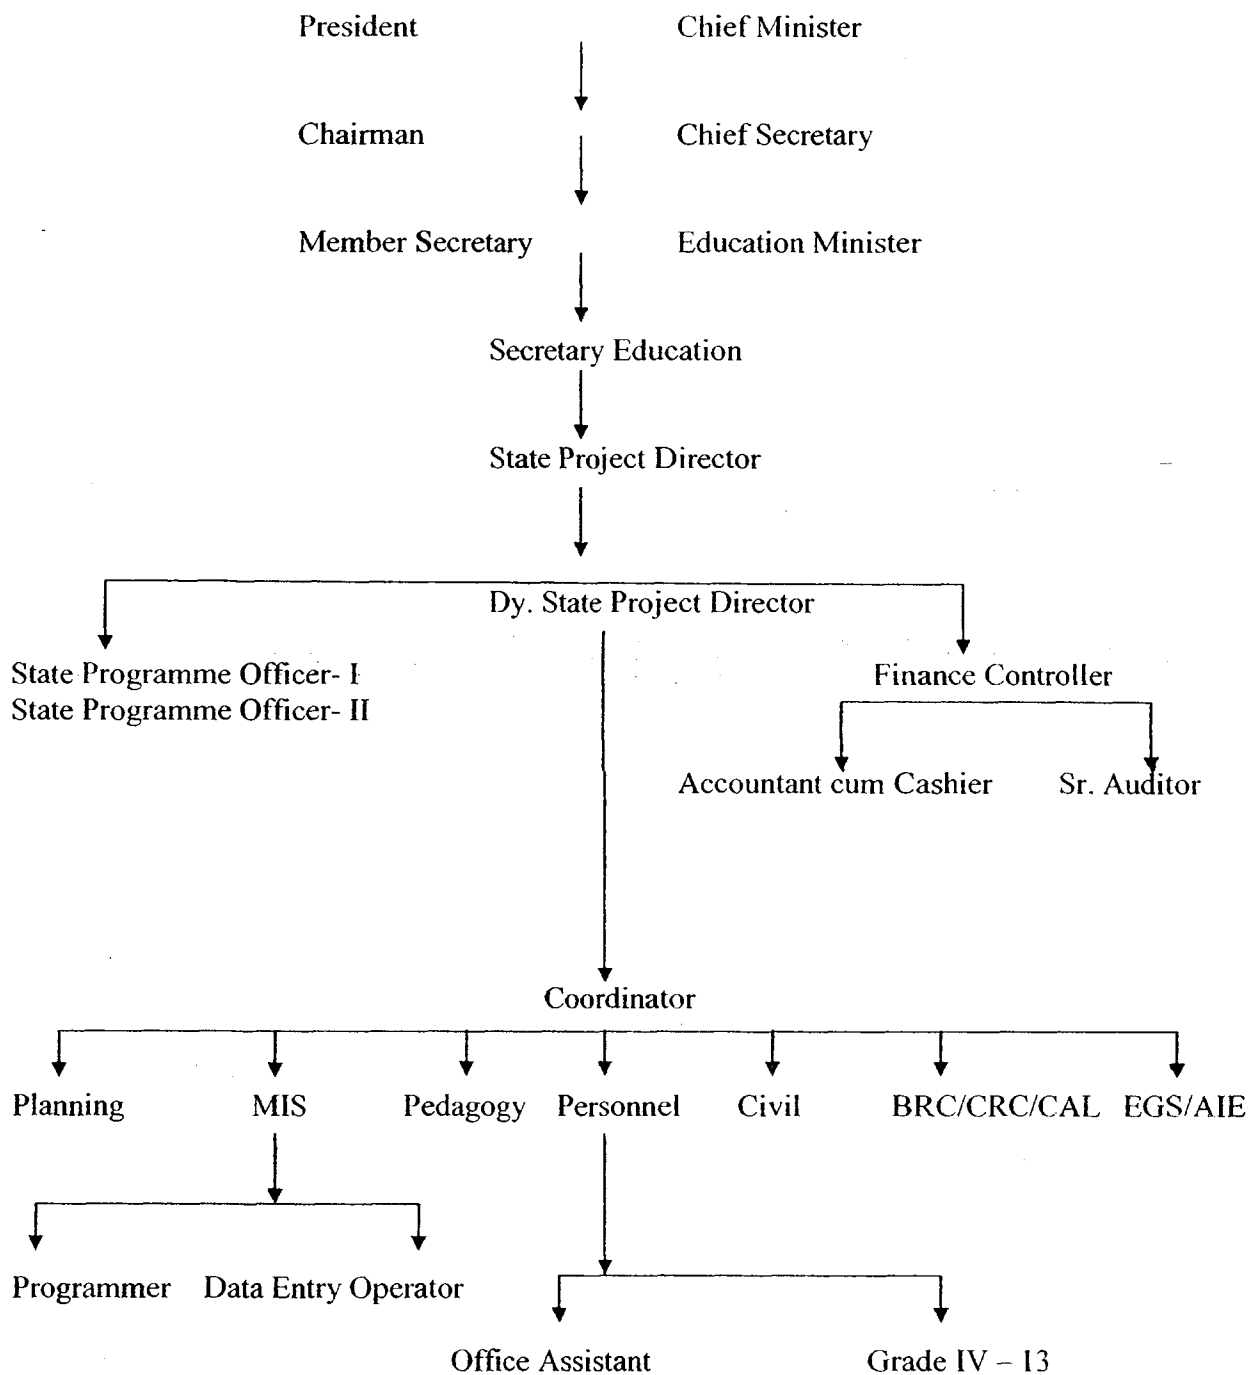 President Chief Minister
Chairman Chief Secretary
Member Secretary Education Minister
Secretary Education
State Project Director
Dy. State Project Director
State Programme Officer- I Finance Controller
State Programme Officer- II
Accountant cum Cashier Sr. Auditor
Coordinator
Planning MIS Pedagogy Personnel Civil BRC/CRC/CAL EGS/AIE
Programmer Data Entry Operator
Office Assistant Grade IV – 13